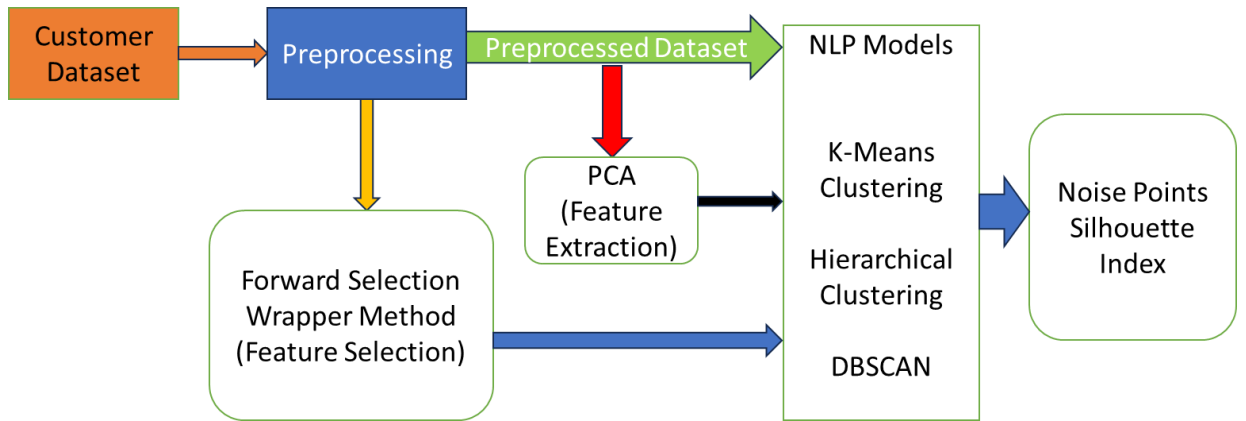 Customer
Dataset
Preprocessing
Preprocessed Dataset
NLP Models
K-Means
Clustering
Hierarchical
Clustering
DBSCAN
PCA
(Feature
Extraction)
Forward Selection
Wrapper Method
(Feature Selection)
Noise Points
Silhouette
Index